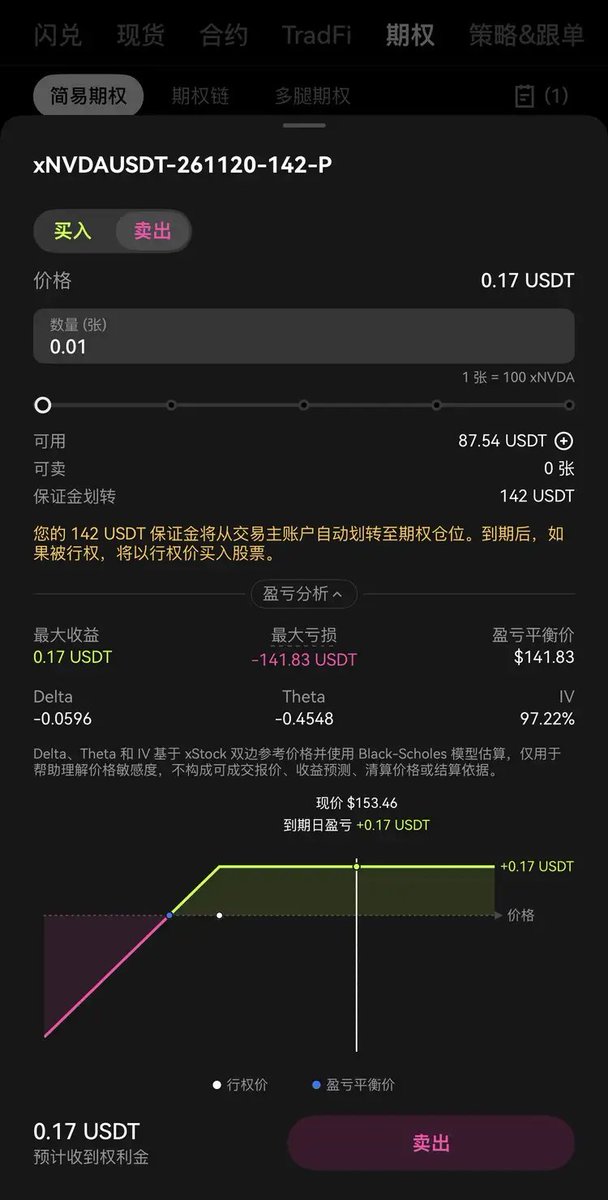 闪兑 现货 合约 TradFi 期权 策略&跟单
简易期权 期权链 多腿期权 (1)
xNVDAUSDT-261120-142-P
买入 卖出
价格 0.17 USDT
数量 (张)
0.01
1 张 = 100 xNVDA
可用 87.54 USDT
可卖 0 张
保证金划转 142 USDT
您的 142 USDT 保证金将从交易主账户自动划转至期权仓位。到期后，如
果被行权，将以行权价买入股票。
盈亏分析
最大收益 最大亏损 盈亏平衡价
0.17 USDT -141.83 USDT $141.83
Delta Theta IV
-0.0596 -0.4548 97.22%
Delta、Theta 和 IV 基于 xStock 双边参考价格并使用 Black-Scholes 模型估算，仅用于
帮助理解价格敏感度，不构成可成交报价、收益预测、清算价格或结算依据。
现价 $153.46
到期日盈亏 +0.17 USDT
+0.17 USDT
价格
行权价 盈亏平衡价
0.17 USDT
预计收到权利金
卖出